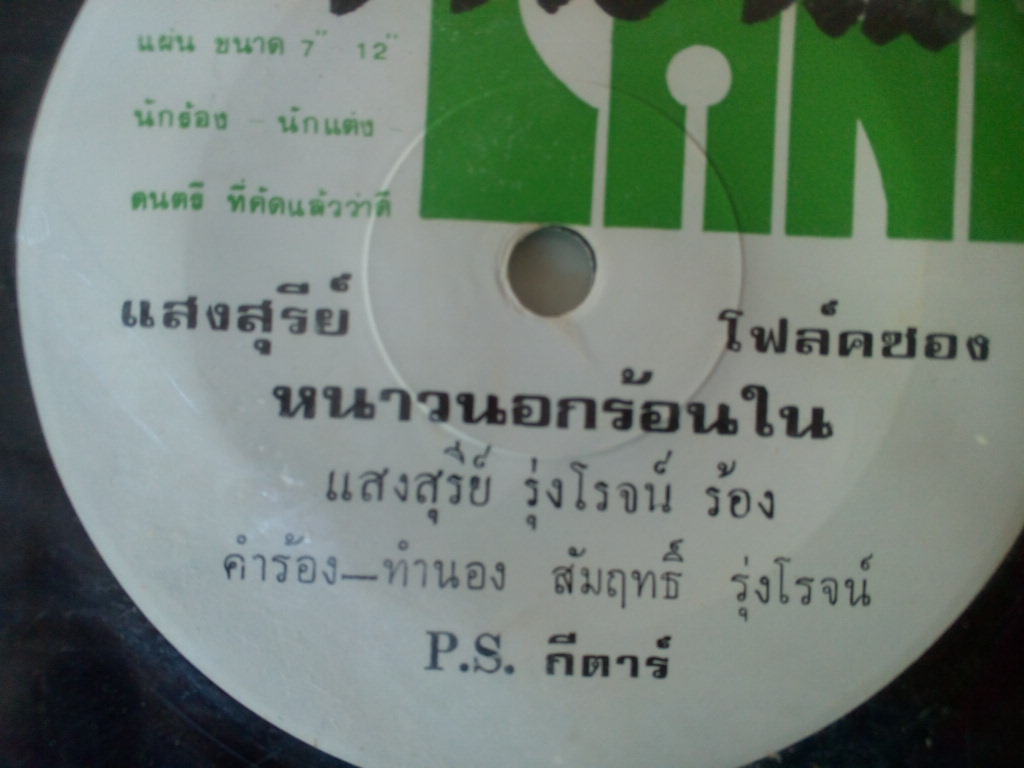 แผ่น ขนาด 7" 12"
นักร้อง - นักแต่ง -
ดนตรี ที่คัดแล้วว่าดี
แสงสุรีย์ โฟล์คซอง
หนาวนอกร้อนใน
แสงสุรีย์ รุ่งโรจน์ ร้อง
คำร้อง—ทำนอง สัมฤทธิ์ รุ่งโรจน์
P.S. กีตาร์